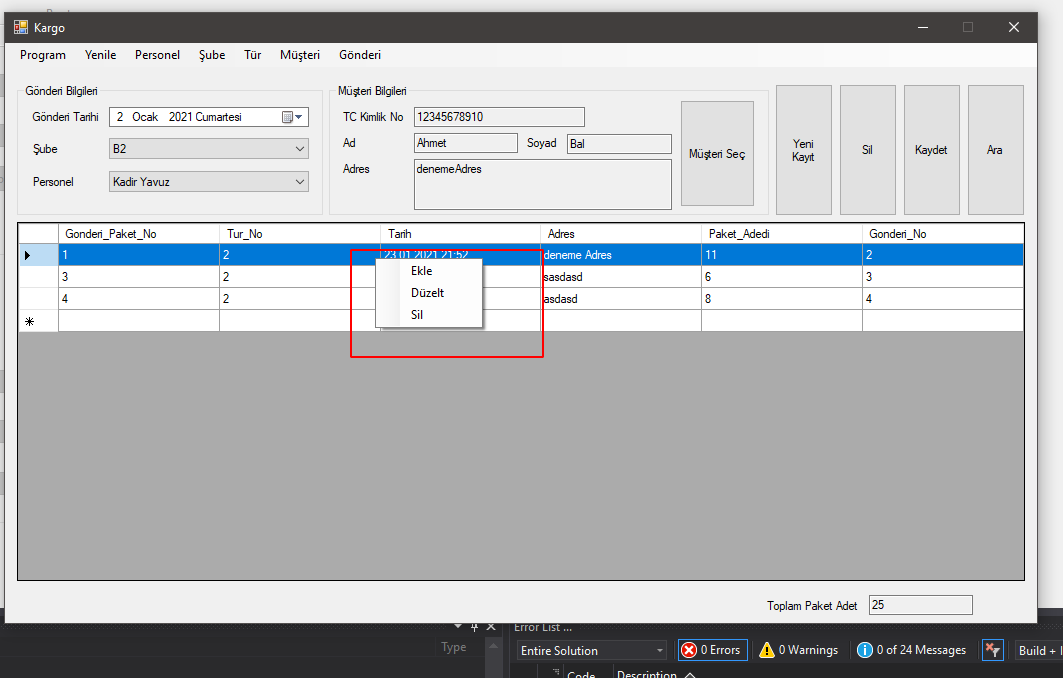 Kargo
Program Yenile Personel Şube Tür Müşteri Gönderi
Gönderi Bilgileri
Gönderi Tarihi 2 Ocak 2021 Cumartesi
Şube B2
Personel Kadir Yavuz
Müşteri Bilgileri
TC Kimlik No 12345678910
Ad Ahmet Soyad Bal
Adres denemeAdres
Müşteri Seç
Yeni
Kayıt
Sil
Kaydet
Ara
Gonderi_Paket_No Tur_No Tarih Adres Paket_Adedi Gonderi_No
1 2 23.01.2021 21:52 deneme Adres 11 2
3 2 sasdasd 6 3
4 2 asdasd 8 4
Ekle
Düzelt
Sil
Toplam Paket Adet 25
Error List ...
Type
Entire Solution 0 Errors 0 Warnings 0 of 24 Messages Build + I
Code Description